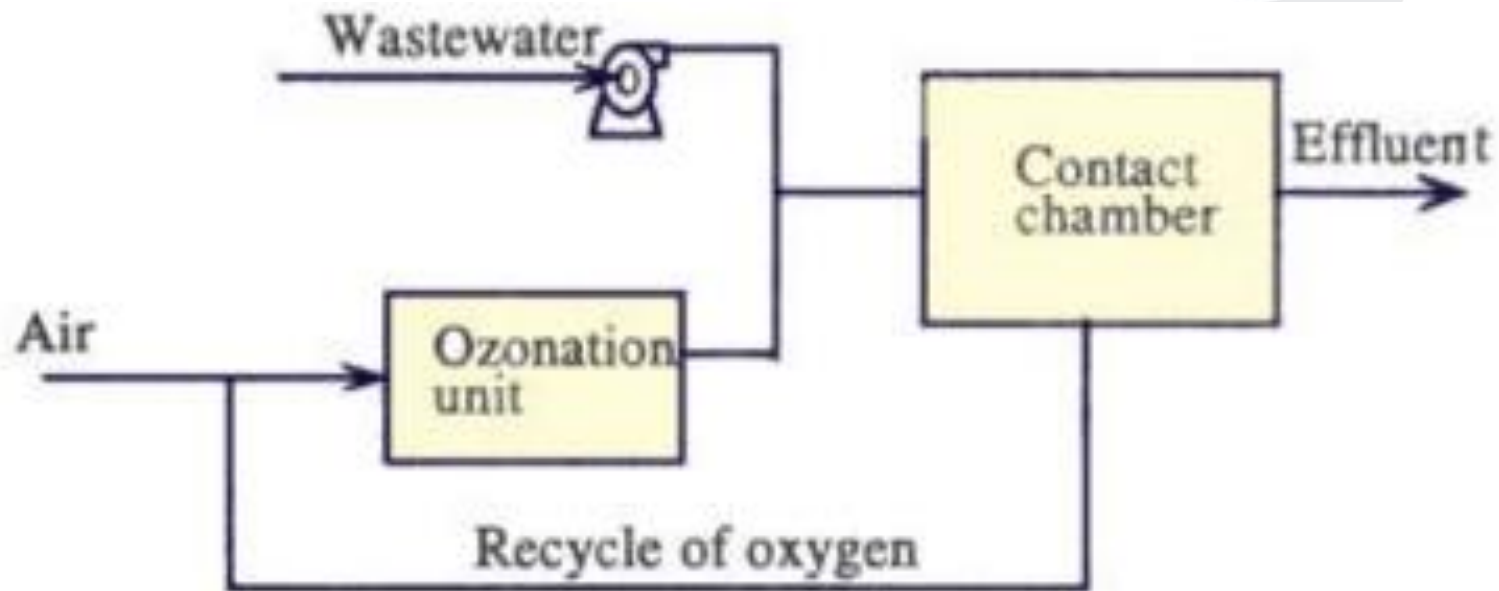 Wastewater
Effluent
Contact
chamber
Air
Ozonation
unit
Recycle of oxygen